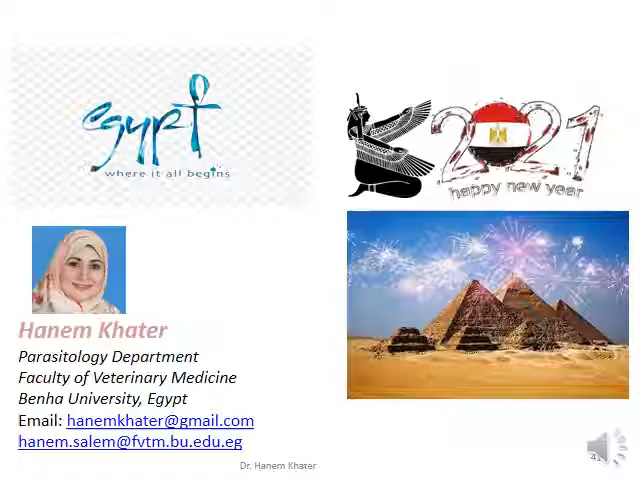 egypt
where it all begins
2021
happy new year
Hanem Khater
Parasitology Department
Faculty of Veterinary Medicine
Benha University, Egypt
Email: hanemkhater@gmail.com
hanem.salem@fvtm.bu.edu.eg
Dr. Hanem Khater